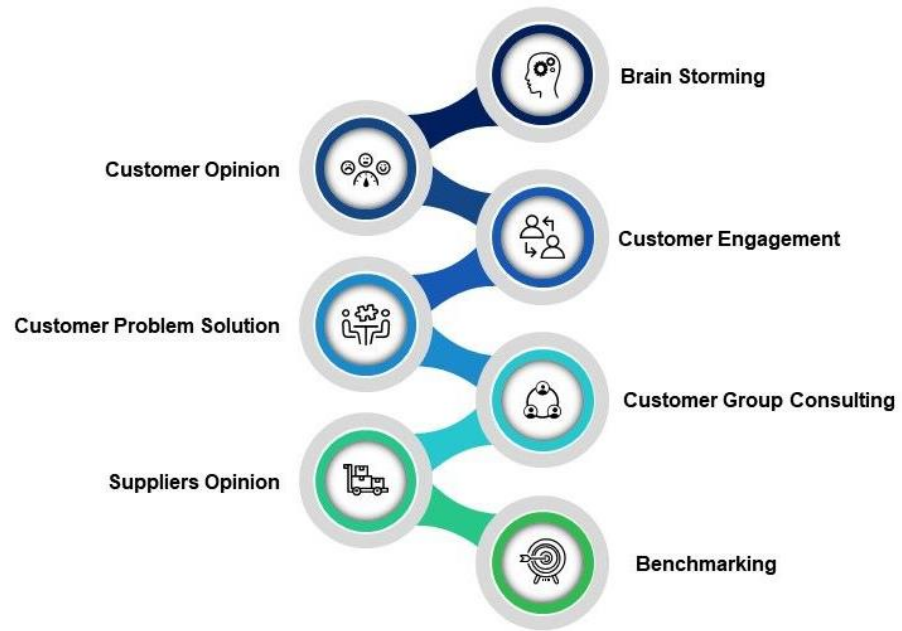 Brain Storming
Customer Opinion
Customer Engagement
Customer Problem Solution
Customer Group Consulting
Suppliers Opinion
Benchmarking